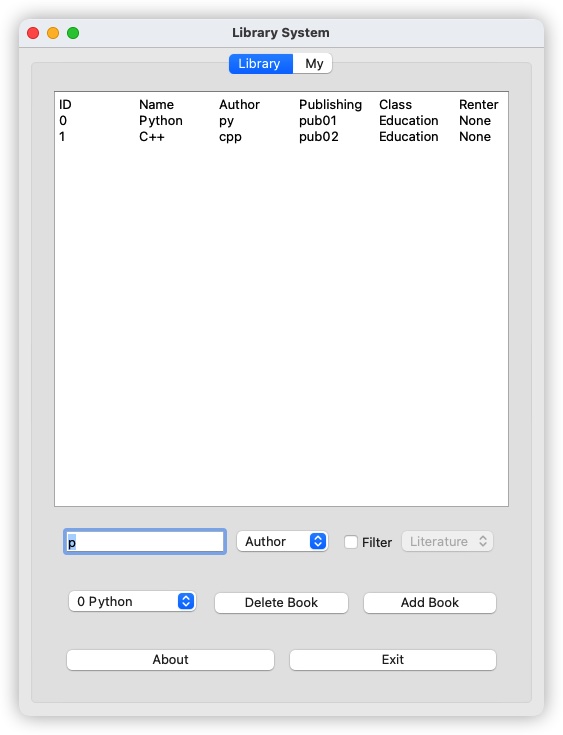 Library System
Library My
ID Name Author Publishing Class Renter
0 Python py pub01 Education None
1 C++ cpp pub02 Education None
p Author Filter Literature
0 Python Delete Book Add Book
About Exit